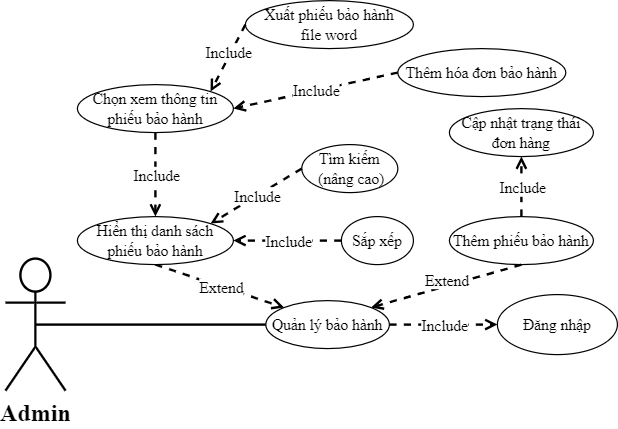 Xuất phiếu bảo hành
file word
Include
Thêm hóa đơn bảo hành
Include
Chọn xem thông tin
phiếu bảo hành
Cập nhật trạng thái
đơn hàng
Tìm kiếm
(nâng cao)
Include
Include
Include
Hiển thị danh sách
phiếu bảo hành
Include
Sắp xếp
Thêm phiếu bảo hành
Extend
Extend
Quản lý bảo hành
Include
Đăng nhập
Admin